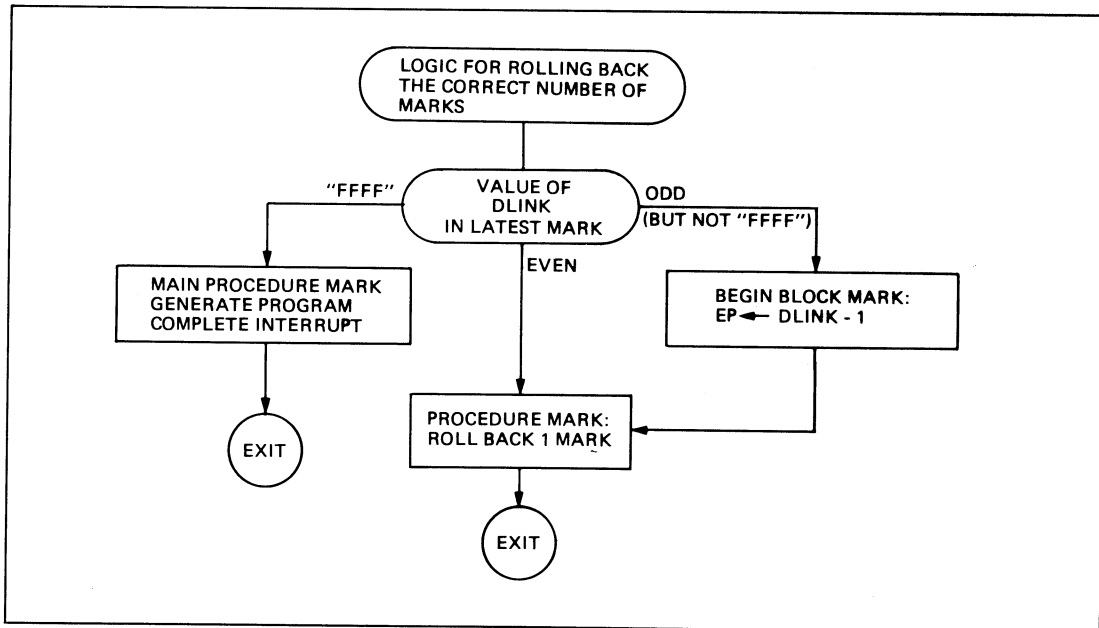 LOGIC FOR ROLLING BACK
THE CORRECT NUMBER OF
MARKS
"FFFF"
VALUE OF
DLINK
IN LATEST MARK
ODD
(BUT NOT "FFFF")
EVEN
MAIN PROCEDURE MARK
GENERATE PROGRAM
COMPLETE INTERRUPT
BEGIN BLOCK MARK:
EP ← DLINK - 1
PROCEDURE MARK:
ROLL BACK 1 MARK
EXIT
EXIT